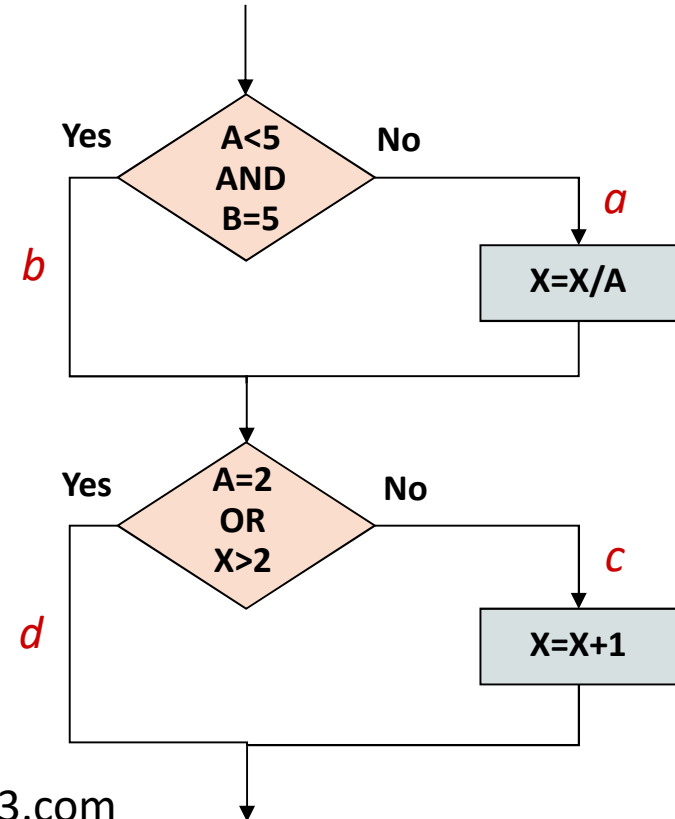 Yes
A<5
AND
B=5
No
a
b
X=X/A
Yes
A=2
OR
X>2
No
c
d
X=X+1
3.com